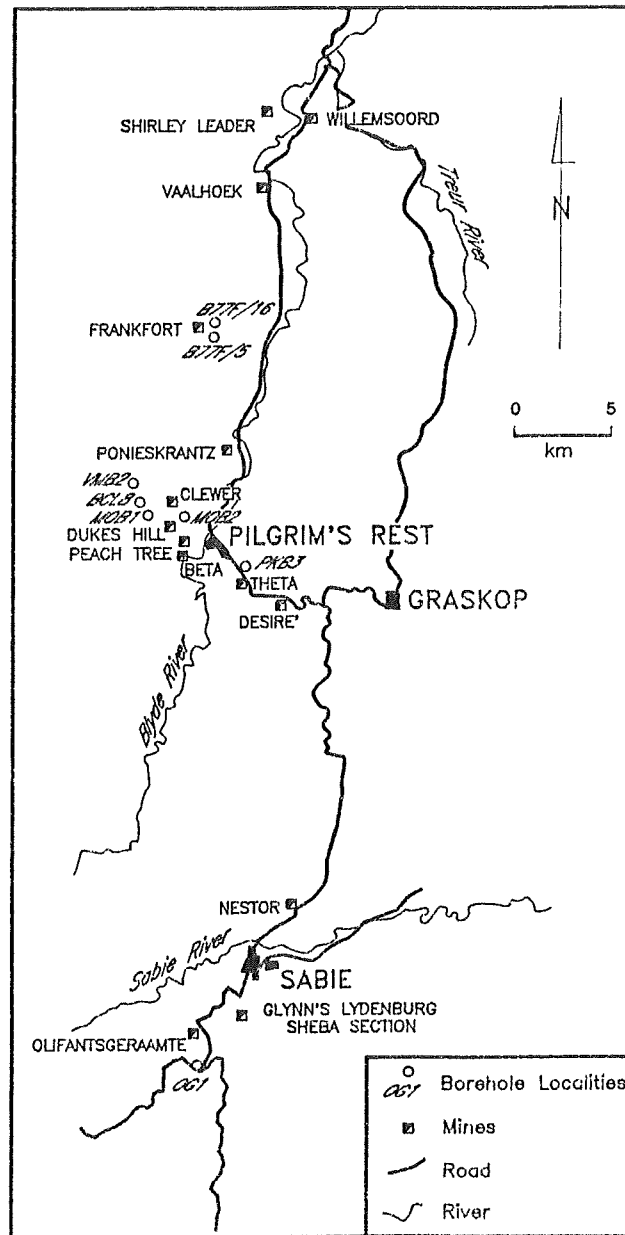 SHIRLEY LEADER
WILLEMSOORD
VAALHOEK
Treur River
N
B77F/16
FRANKFORT
B77F/5
0 5
km
PONIESKRANTZ
VMB2
CLEWER
BCL8
MOB1
MOB2
DUKES HILL
PILGRIM'S REST
PEACH TREE
BETA
PKB3
THETA
GRASKOP
DESIRE'
Blyde River
NESTOR
Sabie River
SABIE
GLYNN'S LYDENBURG
SHEBA SECTION
OLIFANTSGERAAMTE
OG1
OG1 Borehole Localities
Mines
Road
River